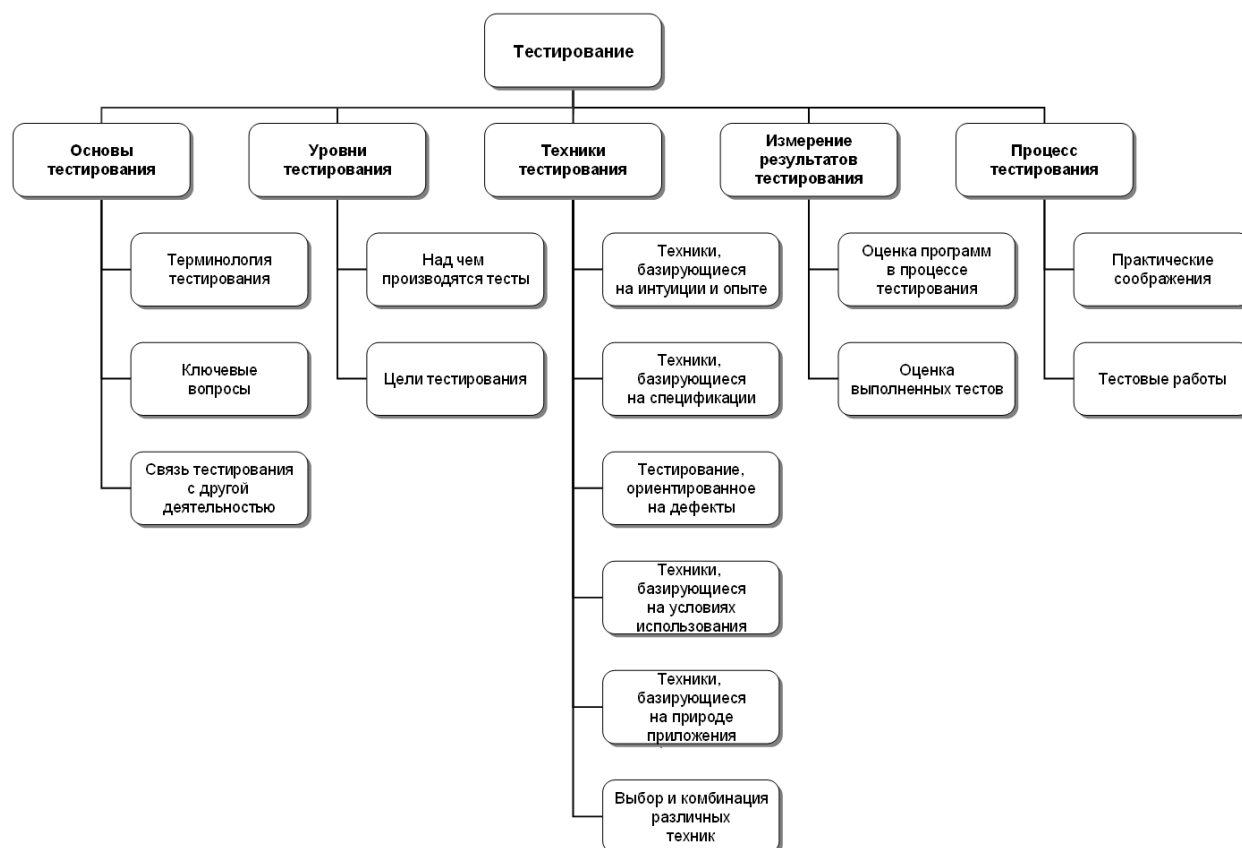 Тестирование
Основы
тестирования
Уровни
тестирования
Техники
тестирования
Измерение
результатов
тестирования
Процесс
тестирования
Терминология
тестирования
Ключевые
вопросы
Связь тестирования
с другой
деятельностью
Над чем
производятся тесты
Цели тестирования
Техники,
базирующиеся
на интуиции и опыте
Техники,
базирующиеся
на спецификации
Тестирование,
ориентированное
на дефекты
Техники,
базирующиеся
на условиях
использования
Техники,
базирующиеся
на природе
приложения
Выбор и комбинация
различных
техник
Оценка программ
в процессе
тестирования
Оценка
выполненных тестов
Практические
соображения
Тестовые работы